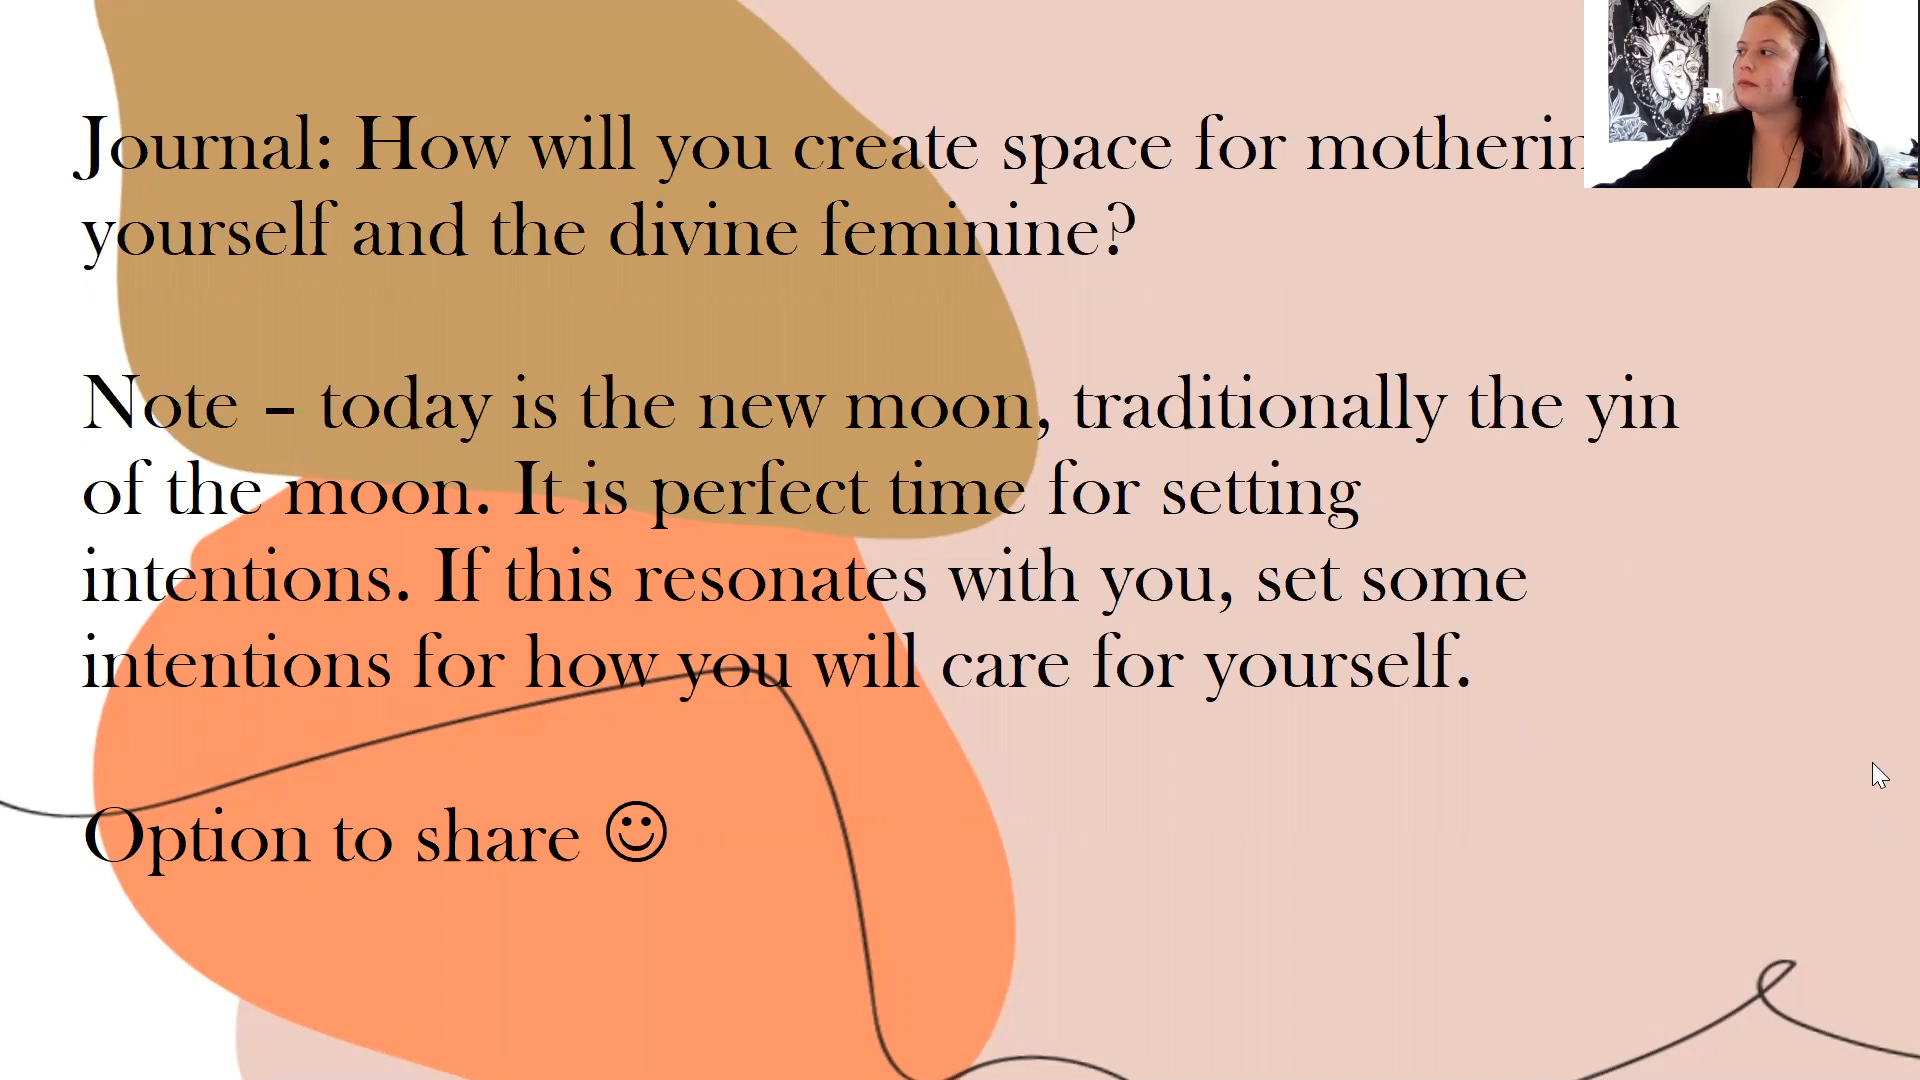 Journal: How will you create space for motherin
yourself and the divine feminine?
Note – today is the new moon, traditionally the yin
of the moon. It is perfect time for setting
intentions. If this resonates with you, set some
intentions for how you will care for yourself.
Option to share ☺